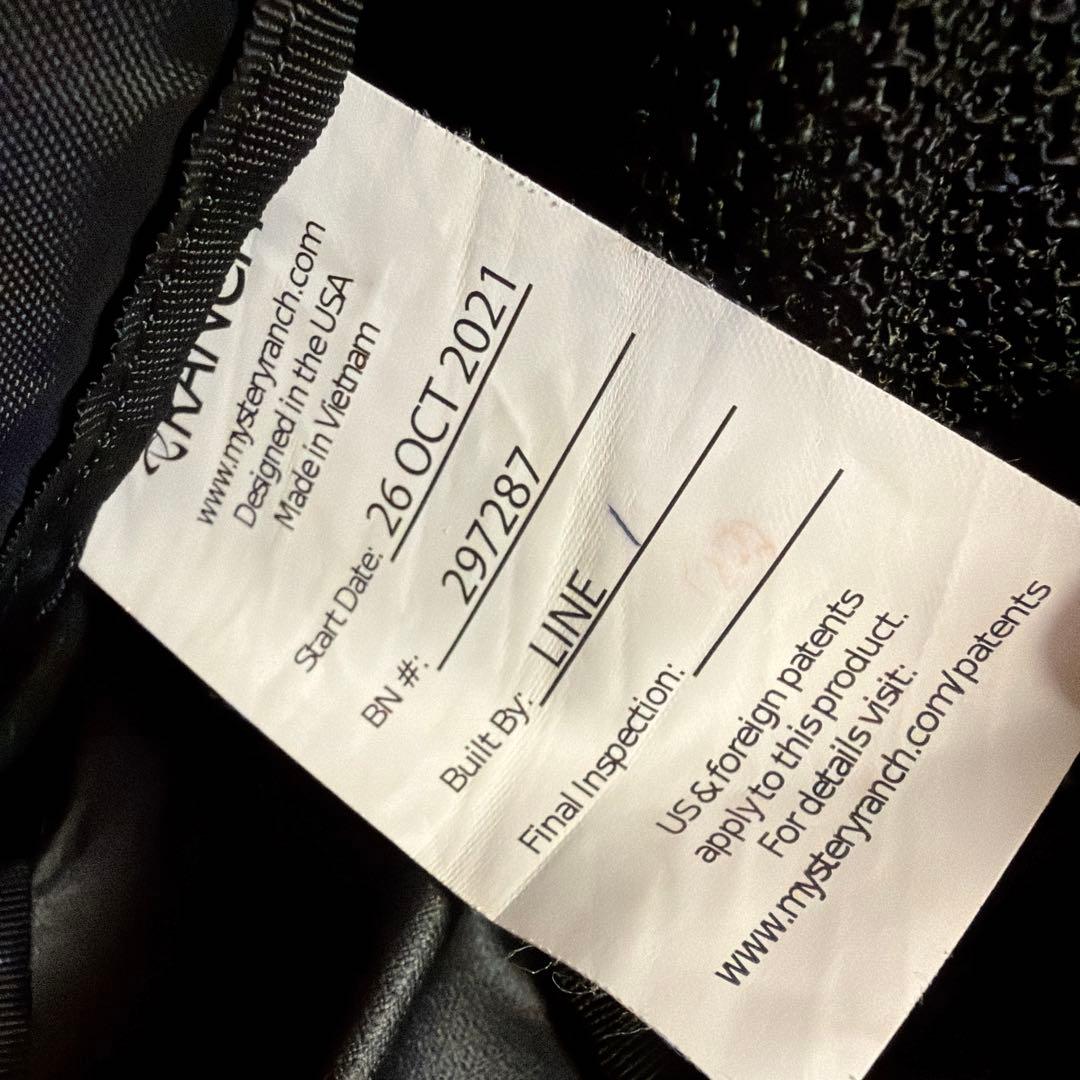 RANCH
www.mysteryranch.com
Designed in the USA
Made in Vietnam
Start Date: 26 OCT 2021
BN #: 297287
Built By: LINE /
Final Inspection:
US & foreign patents
apply to this product.
For details visit:
www.mysteryranch.com/patents